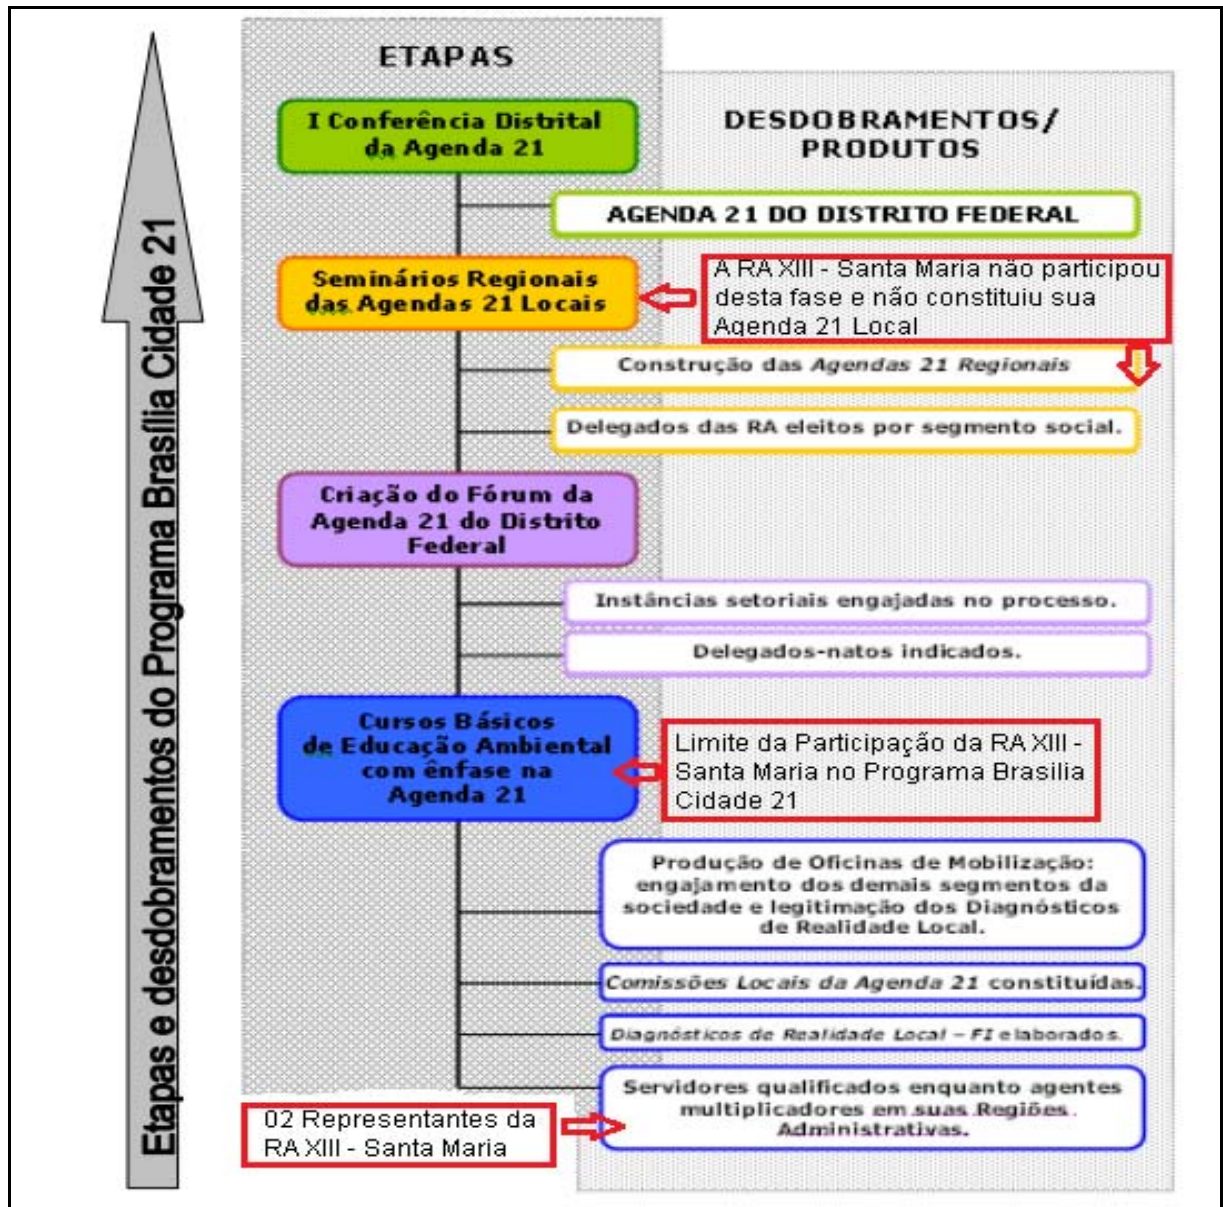 Etapas e desdobramentos do Programa Brasília Cidade 21
ETAPAS
I Conferência Distrital
da Agenda 21
DESDOBRAMENTOS/
PRODUTOS
AGENDA 21 DO DISTRITO FEDERAL
Seminários Regionais
das Agendas 21 Locais
A RA XIII - Santa Maria não participou
desta fase e não constituiu sua
Agenda 21 Local
Construção das Agendas 21 Regionais
Delegados das RA eleitos por segmento social.
Criação do Fórum da
Agenda 21 do Distrito
Federal
Instâncias setoriais engajadas no processo.
Delegados-natos indicados.
Cursos Básicos
de Educação Ambiental
com ênfase na
Agenda 21
Limite da Participação da RA XIII -
Santa Maria no Programa Brasilia
Cidade 21
Produção de Oficinas de Mobilização:
engajamento dos demais segmentos da
sociedade e legitimação dos Diagnósticos
de Realidade Local.
Comissões Locais da Agenda 21 constituídas.
Diagnósticos de Realidade Local – FI elaborados.
Servidores qualificados enquanto agentes
multiplicadores em suas Regiões
Administrativas.
02 Representantes da
RA XIII - Santa Maria